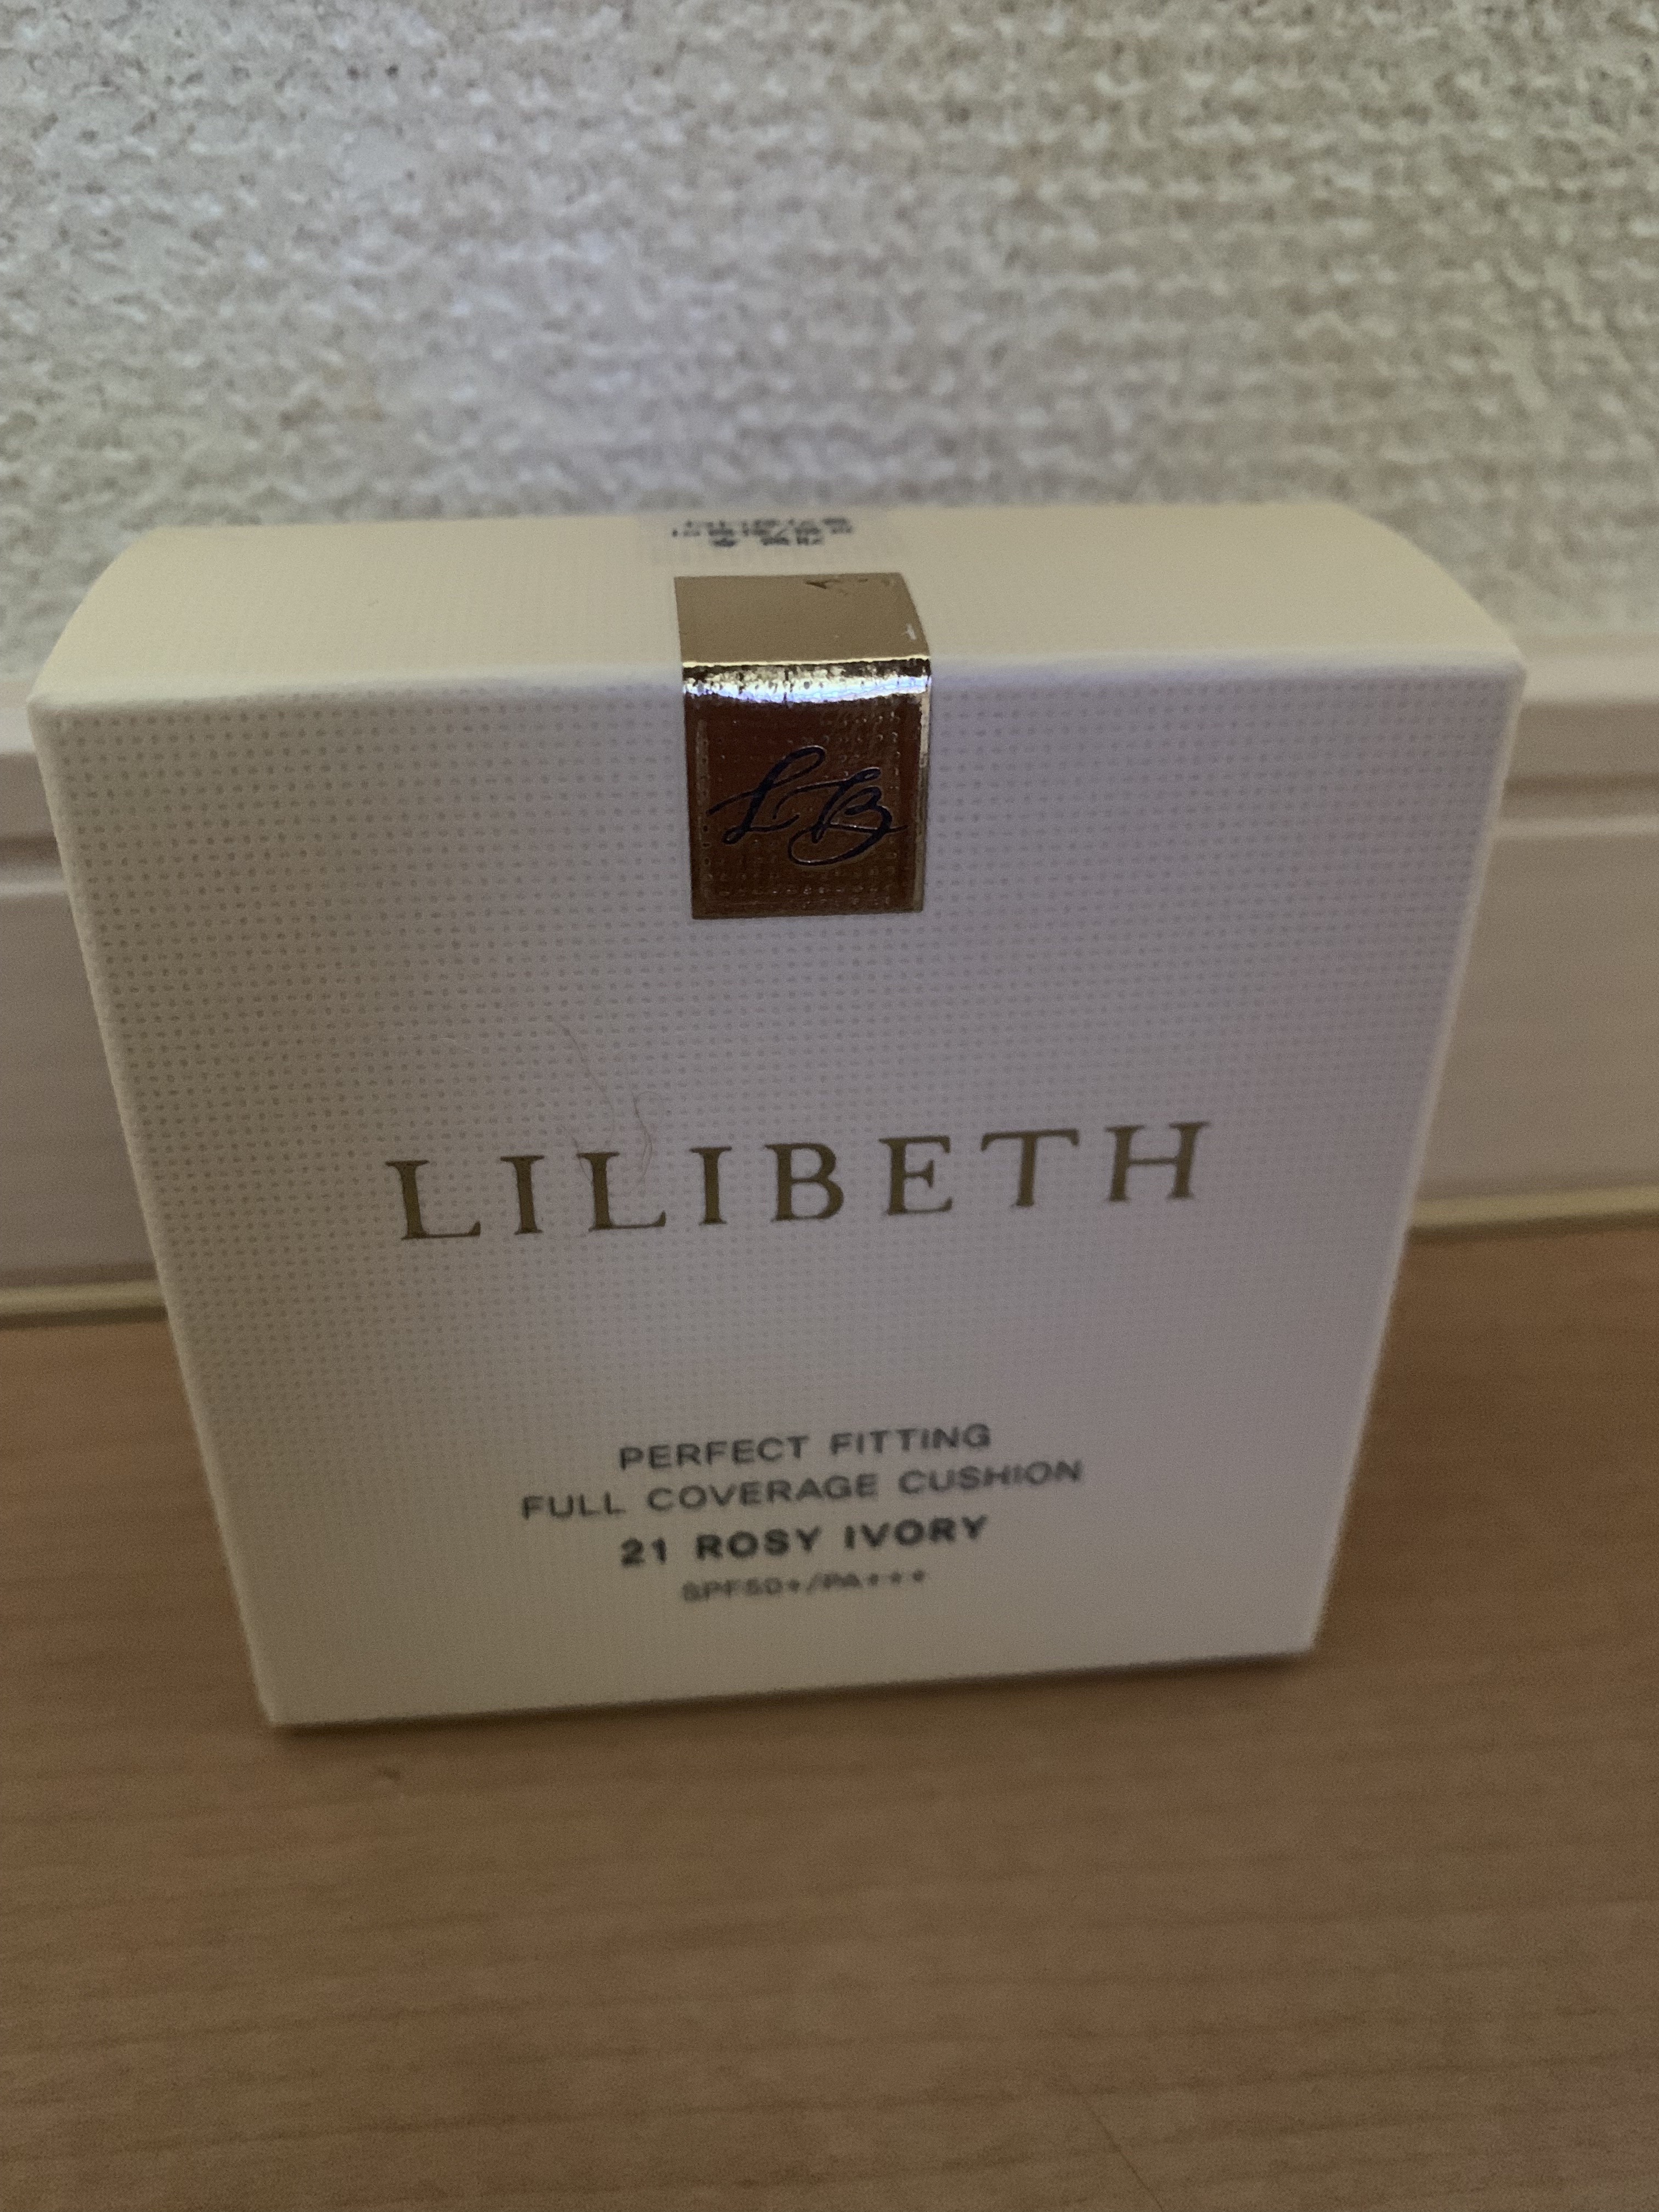 LB
LILIBETH
PERFECT FITTING
FULL COVERAGE CUSHION
21 ROSY IVORY
SPF50+/PA+++